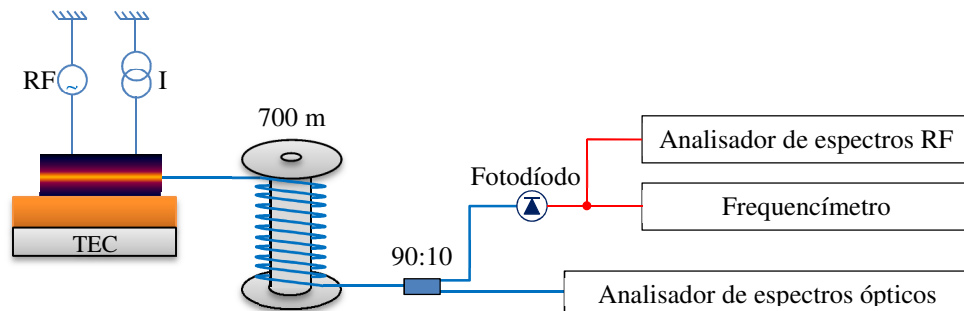 RF
~
I
700 m
TEC
90:10
Fotodíodo
Analisador de espectros RF
Frequencímetro
Analisador de espectros ópticos